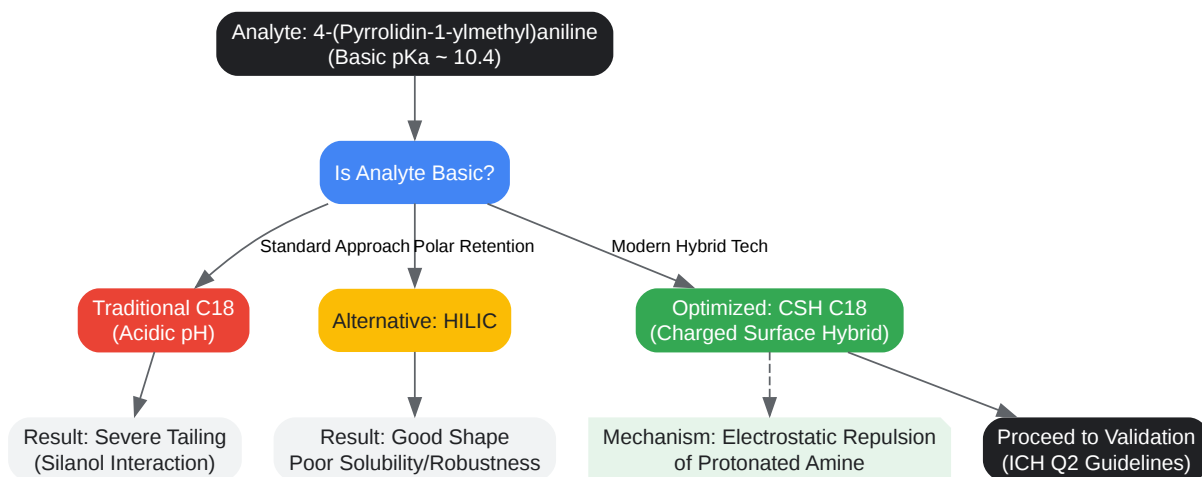 Analyte: 4-(Pyrrolidin-1-ylmethyl)aniline
(Basic pKa ~ 10.4)
Is Analyte Basic?
Standard Approach
Polar Retention
Modern Hybrid Tech
Traditional C18
(Acidic pH)
Alternative: HILIC
Optimized: CSH C18
(Charged Surface Hybrid)
Result: Severe Tailing
(Silanol Interaction)
Result: Good Shape
Poor Solubility/Robustness
Mechanism: Electrostatic Repulsion
of Protonated Amine
Proceed to Validation
(ICH Q2 Guidelines)